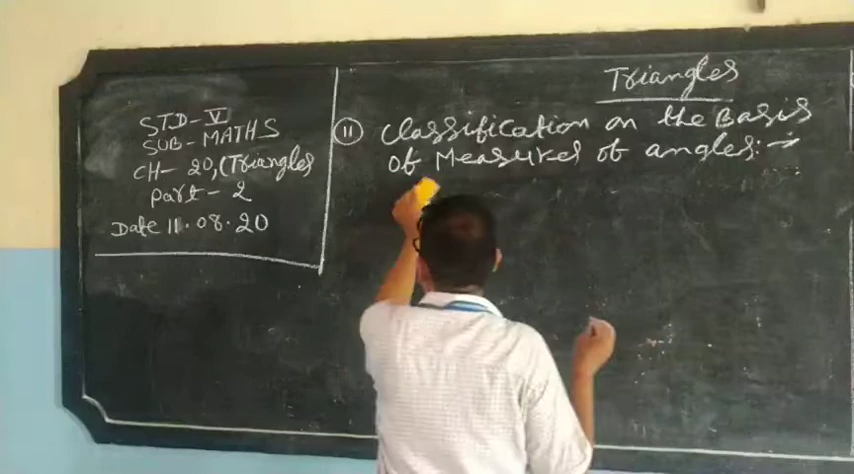 STD-V
SUB-MATHS
CH-20,(Triangles
Part-2
Date 11.08.20
Triangles
(11) Classification on the Basis
of Measures of angles:-